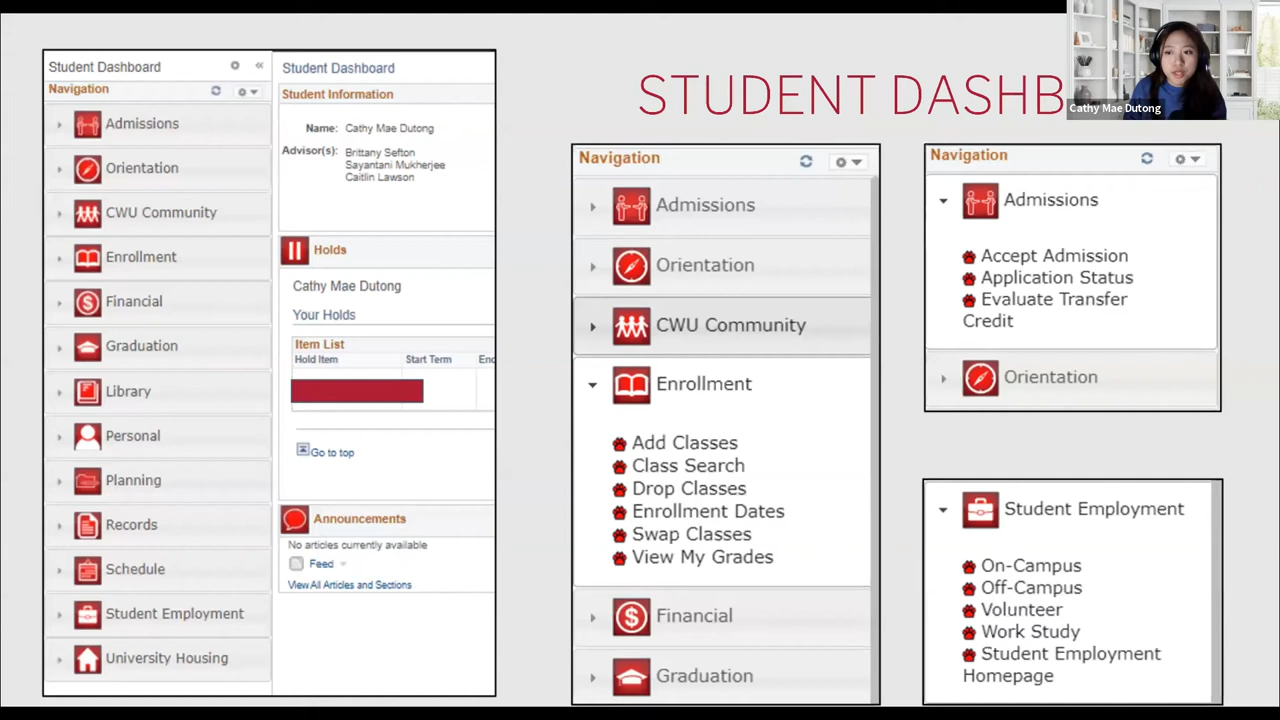 STUDENT DASHB
Cathy Mae Dutong
Student Dashboard
Navigation
Admissions
Orientation
CWU Community
Enrollment
Financial
Graduation
Library
Personal
Planning
Records
Schedule
Student Employment
University Housing
Student Dashboard
Student Information
Name: Cathy Mae Dutong
Advisor(s): Brittany Sefton
Sayantani Mukherjee
Caitlin Lawson
Holds
Cathy Mae Dutong
Your Holds
Item List
Hold Item Start Term En
Go to top
Announcements
No articles currently available
Feed
View All Articles and Sections
Navigation
Admissions
Orientation
CWU Community
Enrollment
Add Classes
Class Search
Drop Classes
Enrollment Dates
Swap Classes
View My Grades
Financial
Graduation
Navigation
Admissions
Accept Admission
Application Status
Evaluate Transfer
Credit
Orientation
Student Employment
On-Campus
Off-Campus
Volunteer
Work Study
Student Employment
Homepage